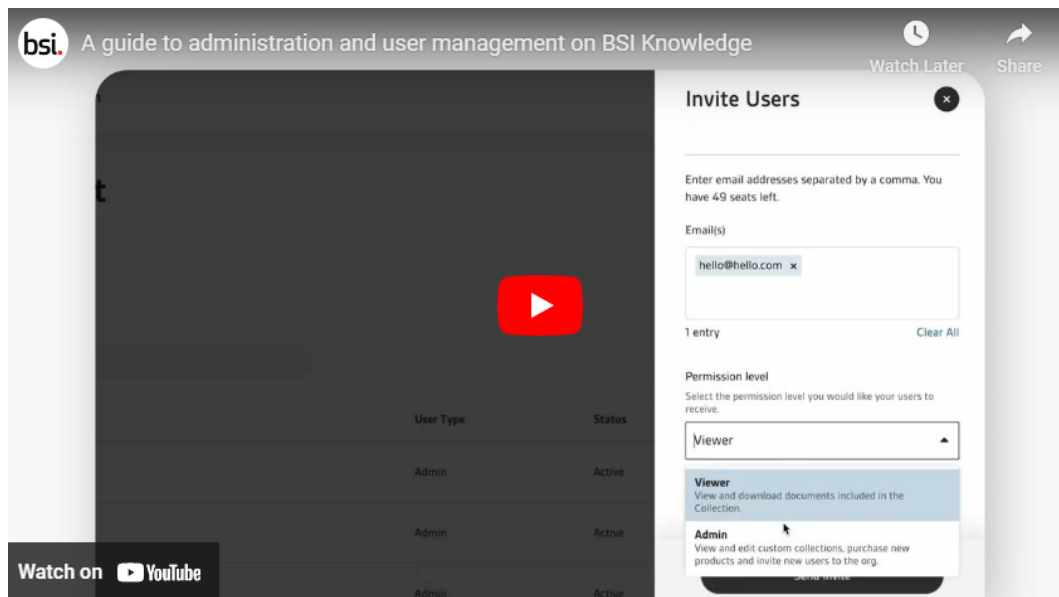 bsi.
A guide to administration and user management on BSI Knowledge
Watch Later
Share
Invite Users
Enter email addresses separated by a comma. You
have 49 seats left.
Email(s)
hello@hello.com ×
1 entry
Clear All
Permission level
Select the permission level you would like your users to
receive.
Viewer
Viewer
View and download documents included in the
Collection.
Admin
View and edit custom collections, purchase new
products and invite new users to the org.
Send Invite
t
User Type
Status
Admin
Active
Admin
Active
Admin
Active
Watch on YouTube